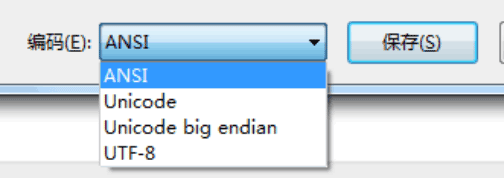 编码(E): ANSI 保存(S)
ANSI
Unicode
Unicode big endian
UTF-8